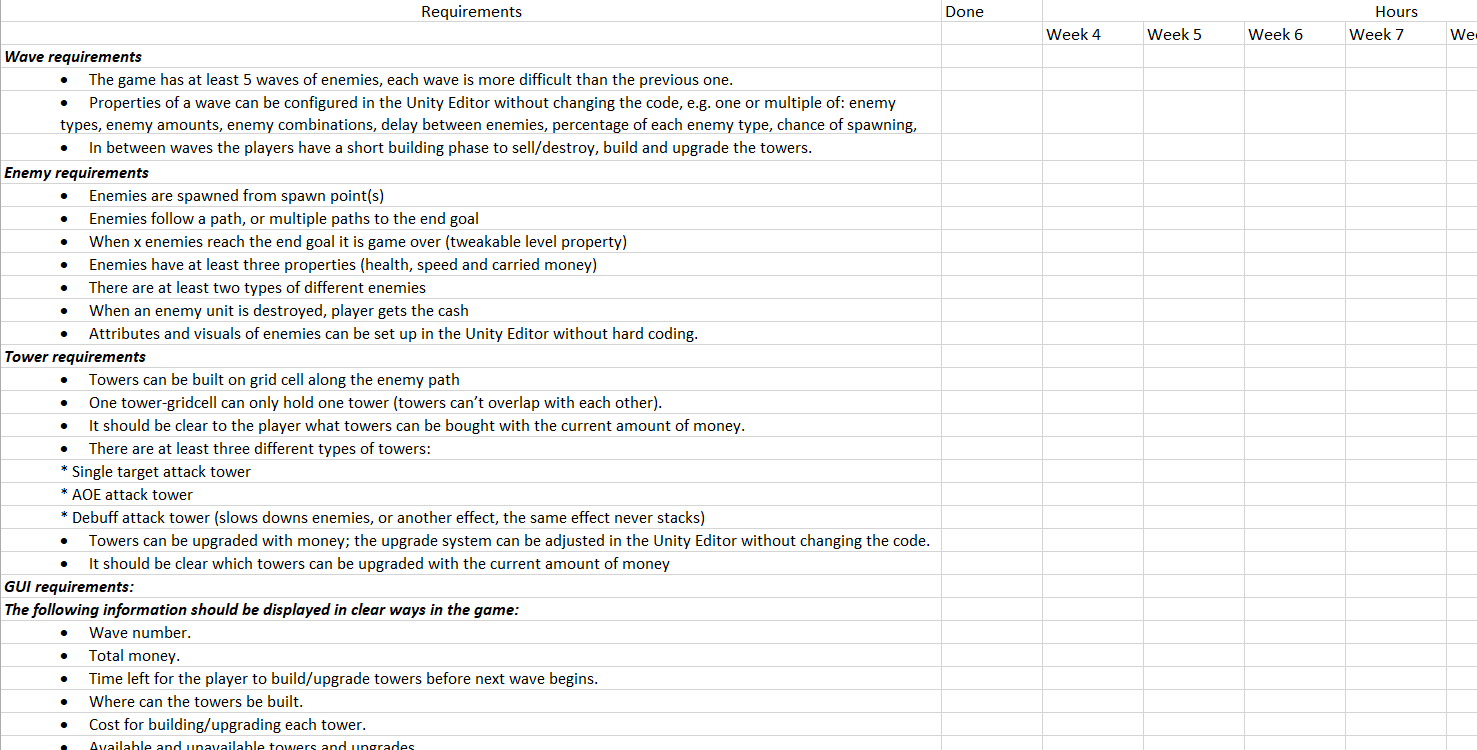 Requirements Done Hours
Week 4 Week 5 Week 6 Week 7
Wave requirements
• The game has at least 5 waves of enemies, each wave is more difficult than the previous one.
• Properties of a wave can be configured in the Unity Editor without changing the code, e.g. one or multiple of: enemy
types, enemy amounts, enemy combinations, delay between enemies, percentage of each enemy type, chance of spawning,
• In between waves the players have a short building phase to sell/destroy, build and upgrade the towers.
Enemy requirements
• Enemies are spawned from spawn point(s)
• Enemies follow a path, or multiple paths to the end goal
• When x enemies reach the end goal it is game over (tweakable level property)
• Enemies have at least three properties (health, speed and carried money)
• There are at least two types of different enemies
• When an enemy unit is destroyed, player gets the cash
• Attributes and visuals of enemies can be set up in the Unity Editor without hard coding.
Tower requirements
• Towers can be built on grid cell along the enemy path
• One tower-gridcell can only hold one tower (towers can’t overlap with each other).
• It should be clear to the player what towers can be bought with the current amount of money.
• There are at least three different types of towers:
* Single target attack tower
* AOE attack tower
* Debuff attack tower (slows downs enemies, or another effect, the same effect never stacks)
• Towers can be upgraded with money; the upgrade system can be adjusted in the Unity Editor without changing the code.
• It should be clear which towers can be upgraded with the current amount of money
GUI requirements:
The following information should be displayed in clear ways in the game:
• Wave number.
• Total money.
• Time left for the player to build/upgrade towers before next wave begins.
• Where can the towers be built.
• Cost for building/upgrading each tower.
• Available and unavailable towers and upgrades